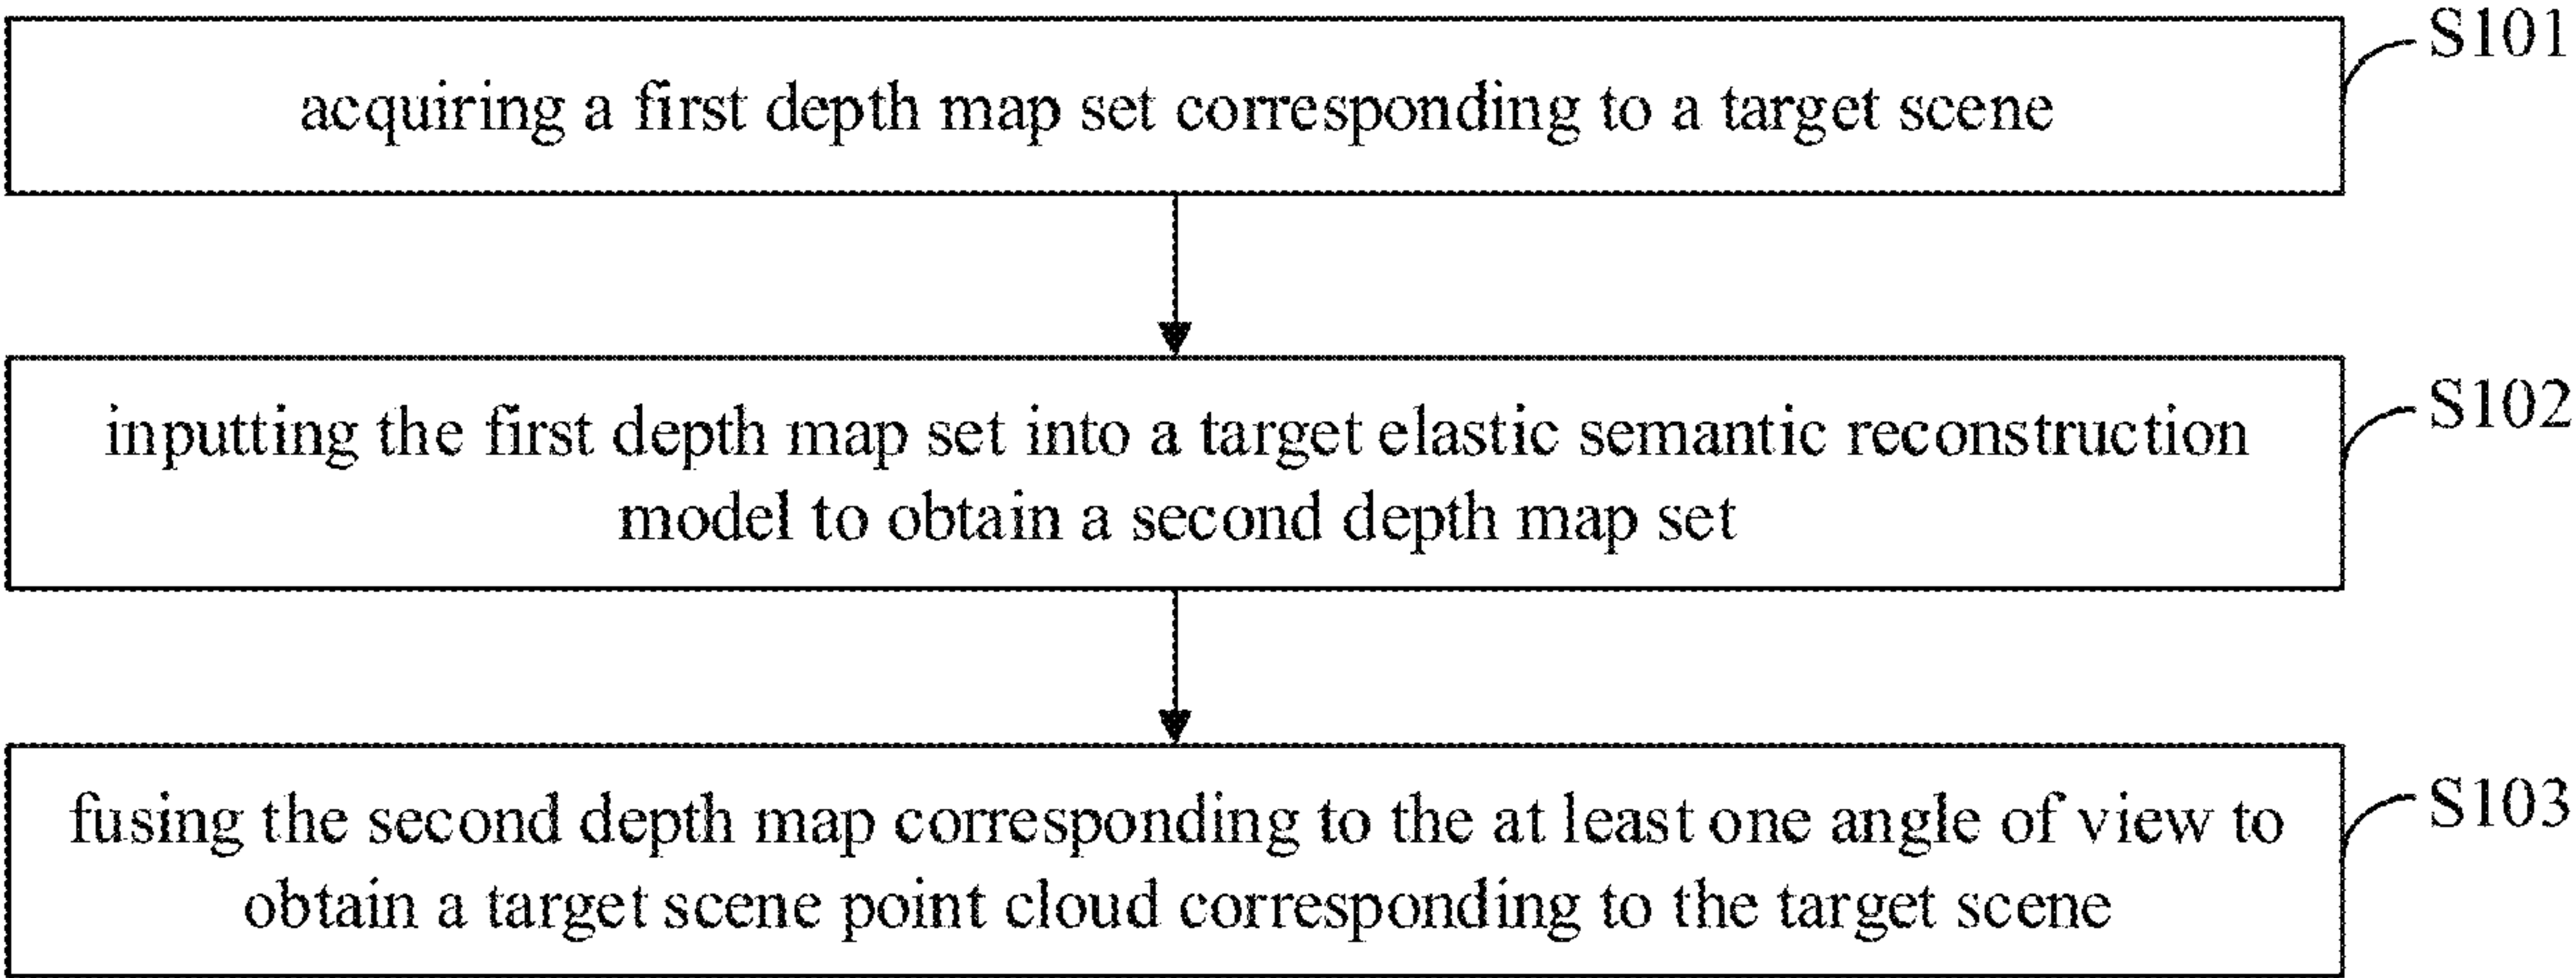 acquiring a first depth map set corresponding to a target scene
S101
inputting the first depth map set into a target elastic semantic reconstruction
model to obtain a second depth map set
S102
fusing the second depth map corresponding to the at least one angle of view to
obtain a target scene point cloud corresponding to the target scene
S103